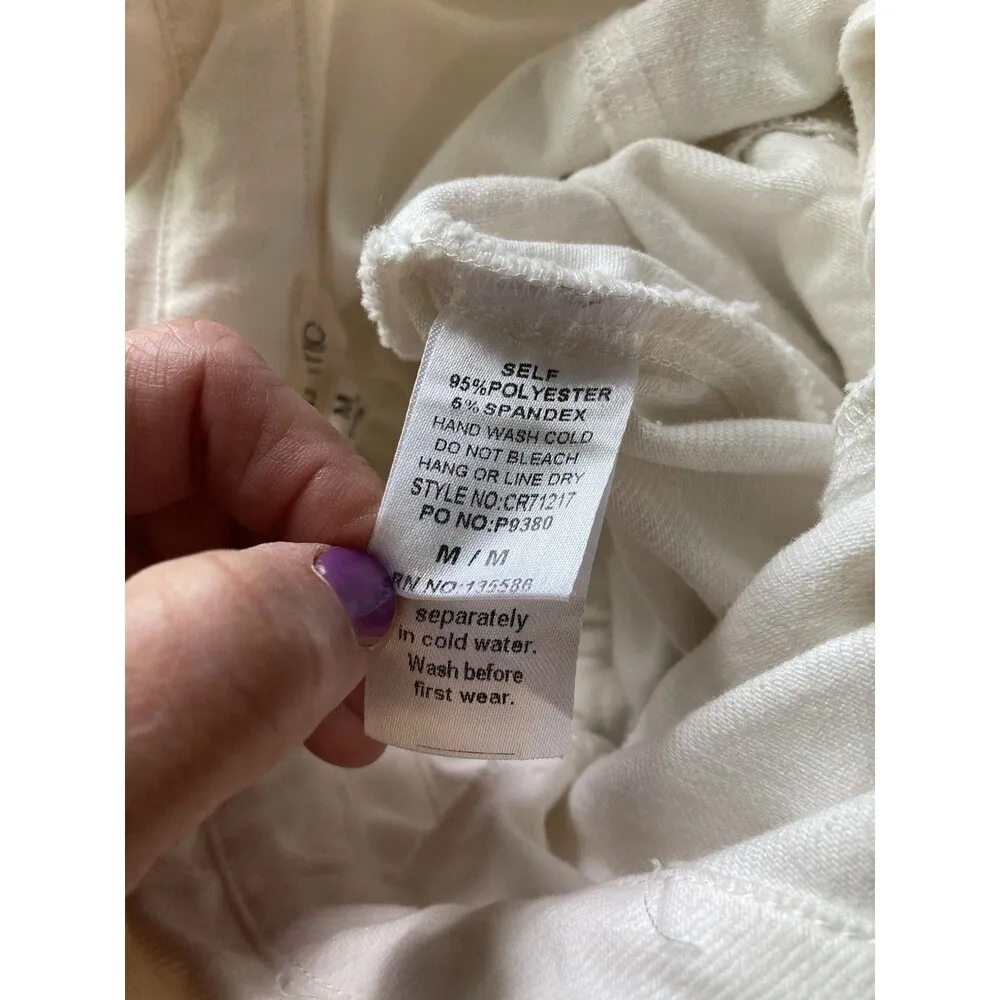 SELF
95%POLYESTER
5% SPANDEX
HAND WASH COLD
DO NOT BLEACH
HANG OR LINE DRY
STYLE NO:CR71217
PO NO:P9380
M / M
RN NO:135586
separately
in cold water.
Wash before
first wear.
M